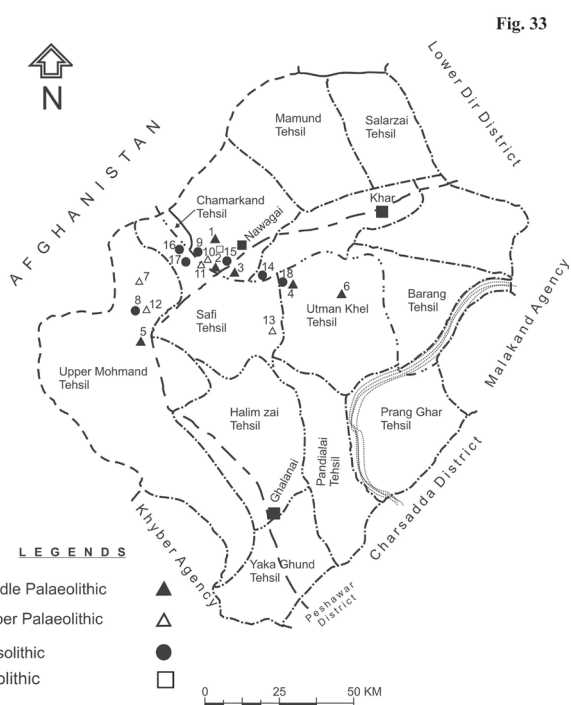 Fig. 33
N
AFGHANISTAN
Lower Dir District
Mamund
Tehsil
Salarzai
Tehsil
Chamarkand
Tehsil
Khar
Nawagai
1
9
16
10
15
17
11
2
3
14
18
4
6
7
8
12
5
13
Safi
Tehsil
Utman Khel
Tehsil
Barang
Tehsil
Malakand Agency
Upper Mohmand
Tehsil
Halim zai
Tehsil
Pandialai
Tehsil
Prang Ghar
Tehsil
Ghalanai
Charsadda District
Khyber Agency
Yaka Ghund
Tehsil
Peshawar
District
LEGENDS
dle Palaeolithic
per Palaeolithic
solithic
olithic
0 25 50 KM